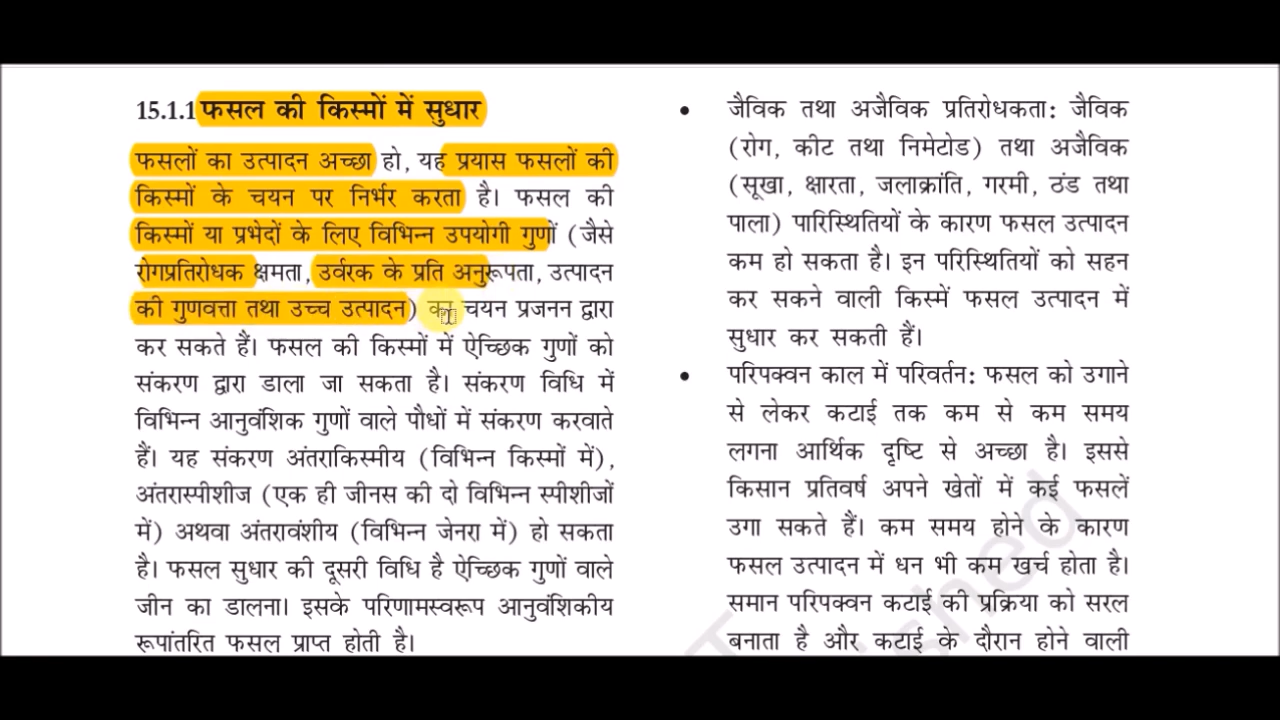 15.1.1 फसल की किस्मों में सुधार
फसलों का उत्पादन अच्छा हो, यह प्रयास फसलों की
किस्मों के चयन पर निर्भर करता है। फसल की
किस्मों या प्रभेदों के लिए विभिन्न उपयोगी गुणों (जैसे
रोगप्रतिरोधक क्षमता, उर्वरक के प्रति अनुरूपता, उत्पादन
की गुणवत्ता तथा उच्च उत्पादन) का चयन प्रजनन द्वारा
कर सकते हैं। फसल की किस्मों में ऐच्छिक गुणों को
संकरण द्वारा डाला जा सकता है। संकरण विधि में
विभिन्न आनुवंशिक गुणों वाले पौधों में संकरण करवाते
हैं। यह संकरण अंतराकिस्मीय (विभिन्न किस्मों में),
अंतरास्पीशीज (एक ही जीनस की दो विभिन्न स्पीशीजों
में) अथवा अंतरावंशीय (विभिन्न जेनरा में) हो सकता
है। फसल सुधार की दूसरी विधि है ऐच्छिक गुणों वाले
जीन का डालना। इसके परिणामस्वरूप आनुवंशिकीय
रूपांतरित फसल प्राप्त होती है।
• जैविक तथा अजैविक प्रतिरोधकता: जैविक
(रोग, कीट तथा निमेटोड) तथा अजैविक
(सूखा, क्षारता, जलाक्रांति, गरमी, ठंड तथा
पाला) पारिस्थितियों के कारण फसल उत्पादन
कम हो सकता है। इन परिस्थितियों को सहन
कर सकने वाली किस्में फसल उत्पादन में
सुधार कर सकती हैं।
• परिपक्वन काल में परिवर्तन: फसल को उगाने
से लेकर कटाई तक कम से कम समय
लगना आर्थिक दृष्टि से अच्छा है। इससे
किसान प्रतिवर्ष अपने खेतों में कई फसलें
उगा सकते हैं। कम समय होने के कारण
फसल उत्पादन में धन भी कम खर्च होता है।
समान परिपक्वन कटाई की प्रक्रिया को सरल
बनाता है और कटाई के दौरान होने वाली